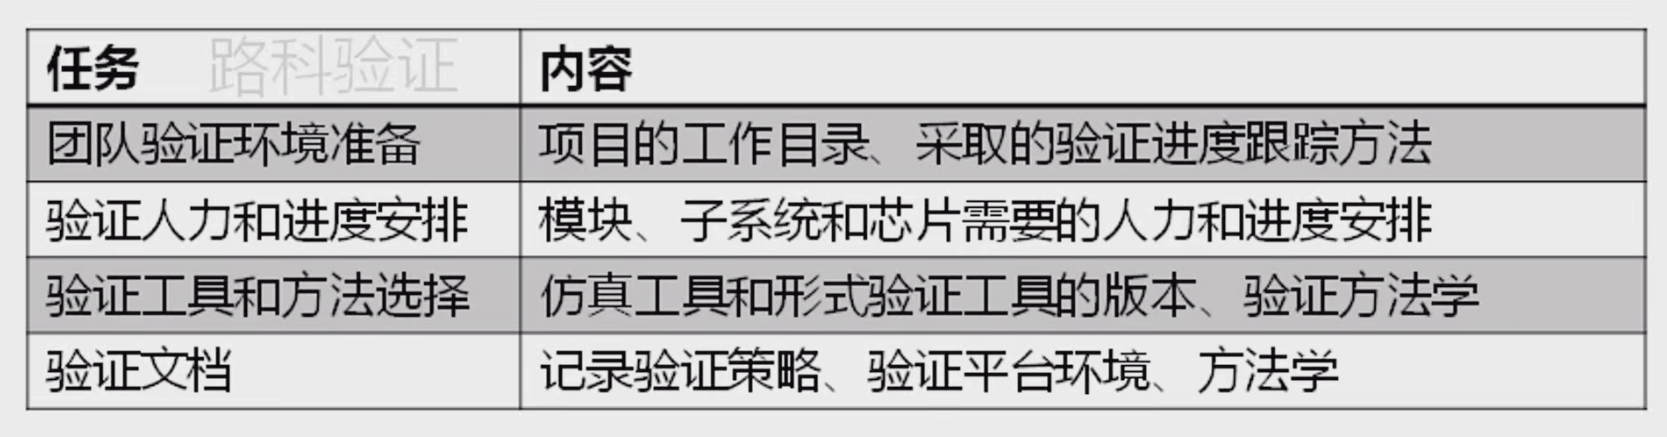 任务 路科验证 内容
团队验证环境准备 项目的工作目录、采取的验证进度跟踪方法
验证人力和进度安排 模块、子系统和芯片需要的人力和进度安排
验证工具和方法选择 仿真工具和形式验证工具的版本、验证方法学
验证文档 记录验证策略、验证平台环境、方法学